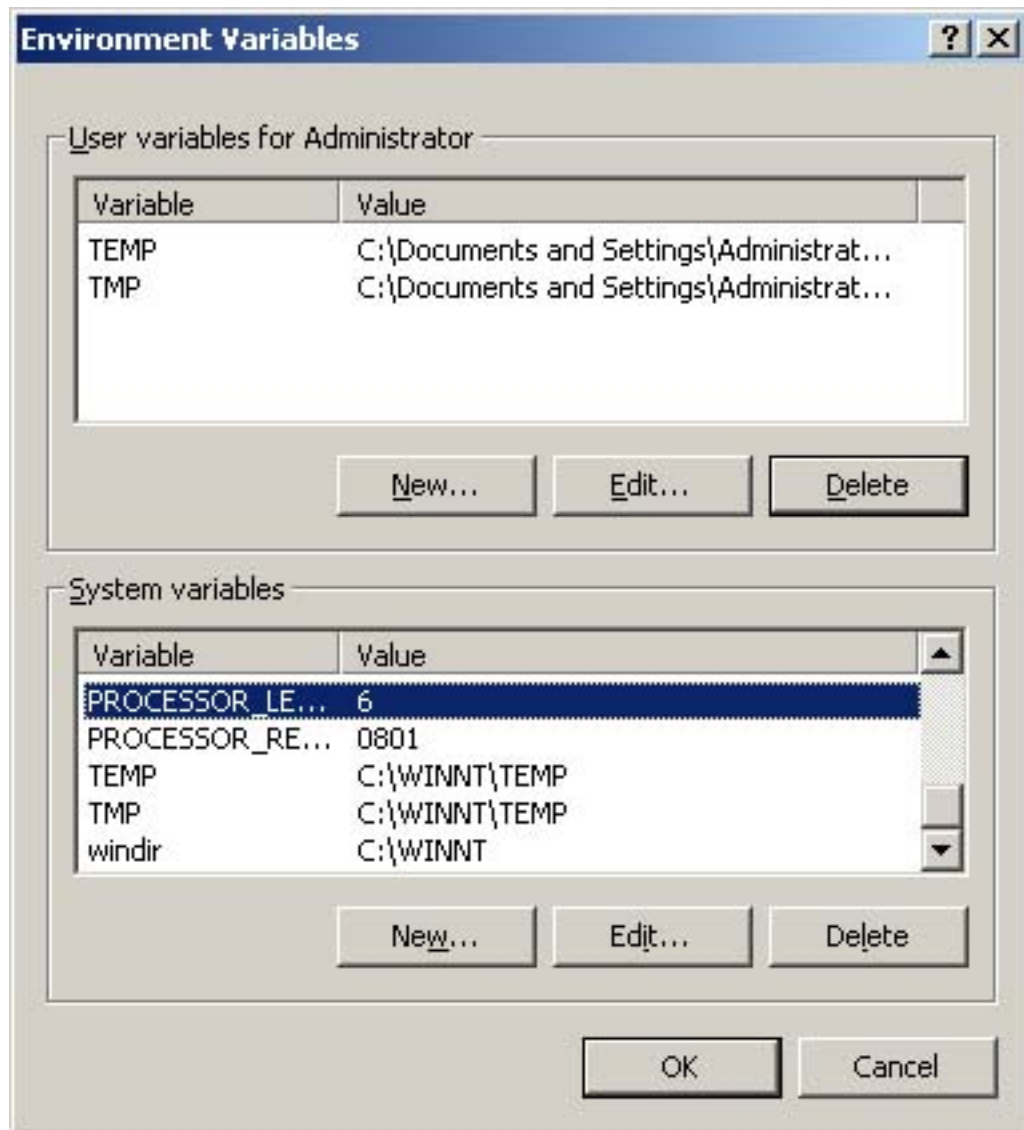 Environment Variables
User variables for Administrator
Variable Value
TEMP C:\Documents and Settings\Administrat...
TMP C:\Documents and Settings\Administrat...
New... Edit... Delete
System variables
Variable Value
PROCESSOR_LE... 6
PROCESSOR_RE... 0801
TEMP C:\WINNT\TEMP
TMP C:\WINNT\TEMP
windir C:\WINNT
New... Edit... Delete
OK Cancel